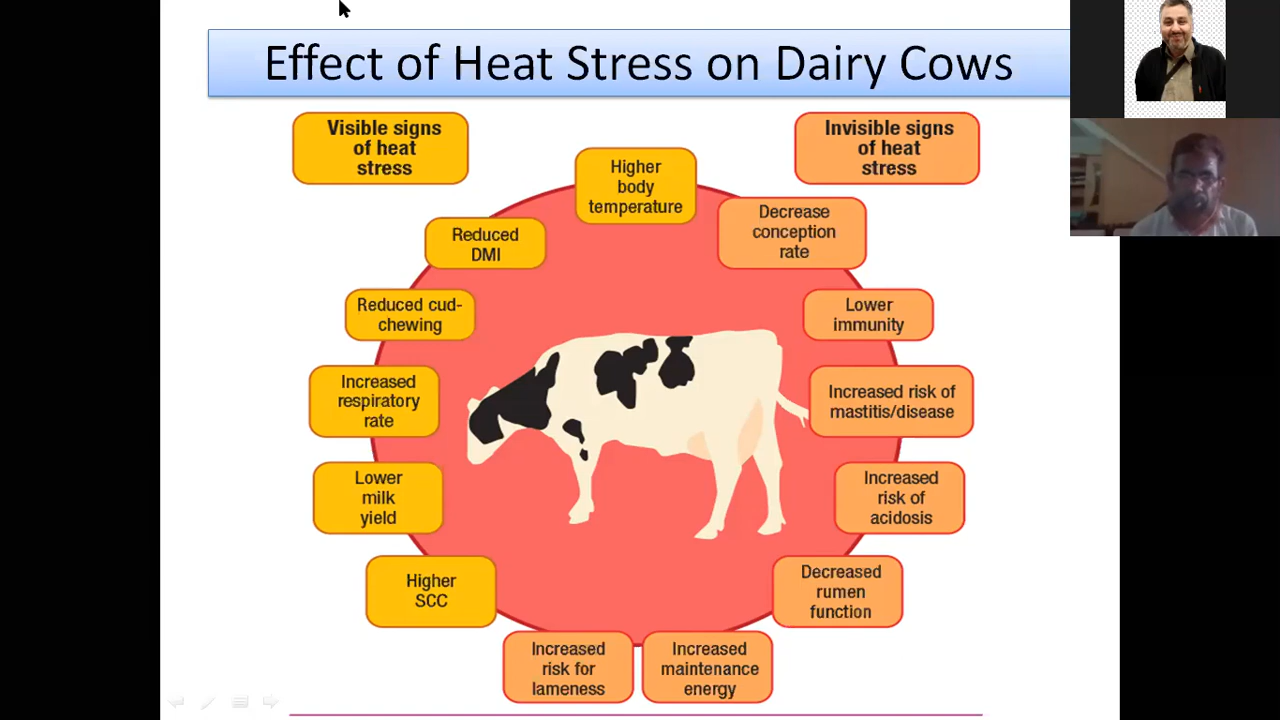 Effect of Heat Stress on Dairy Cows
Visible signs
of heat
stress
Invisible signs
of heat
stress
Higher
body
temperature
Decrease
conception
rate
Reduced
DMI
Reduced cud-
chewing
Lower
immunity
Increased
respiratory
rate
Increased risk of
mastitis/disease
Lower
milk
yield
Increased
risk of
acidosis
Higher
SCC
Decreased
rumen
function
Increased
risk for
lameness
Increased
maintenance
energy